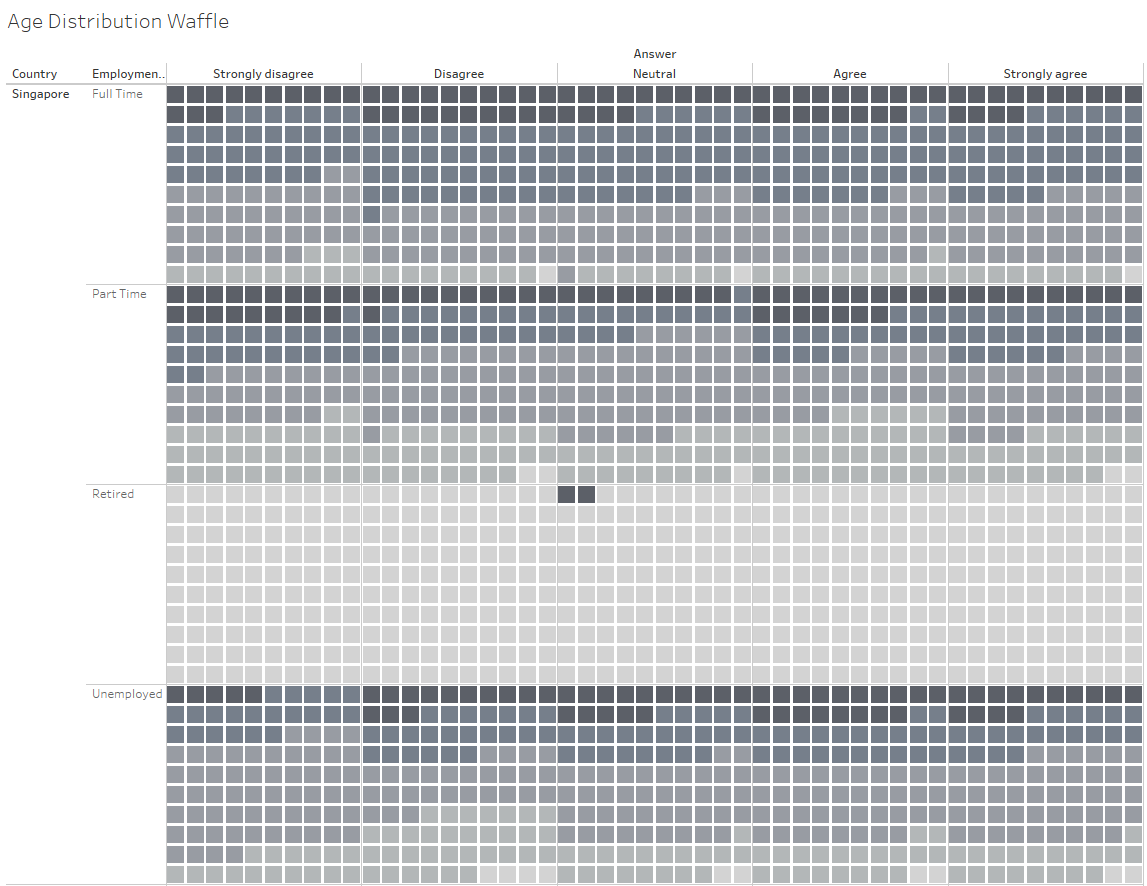 Age Distribution Waffle
Answer
Country Employmen.. Strongly disagree Disagree Neutral Agree Strongly agree
Singapore Full Time
Part Time
Retired
Unemployed